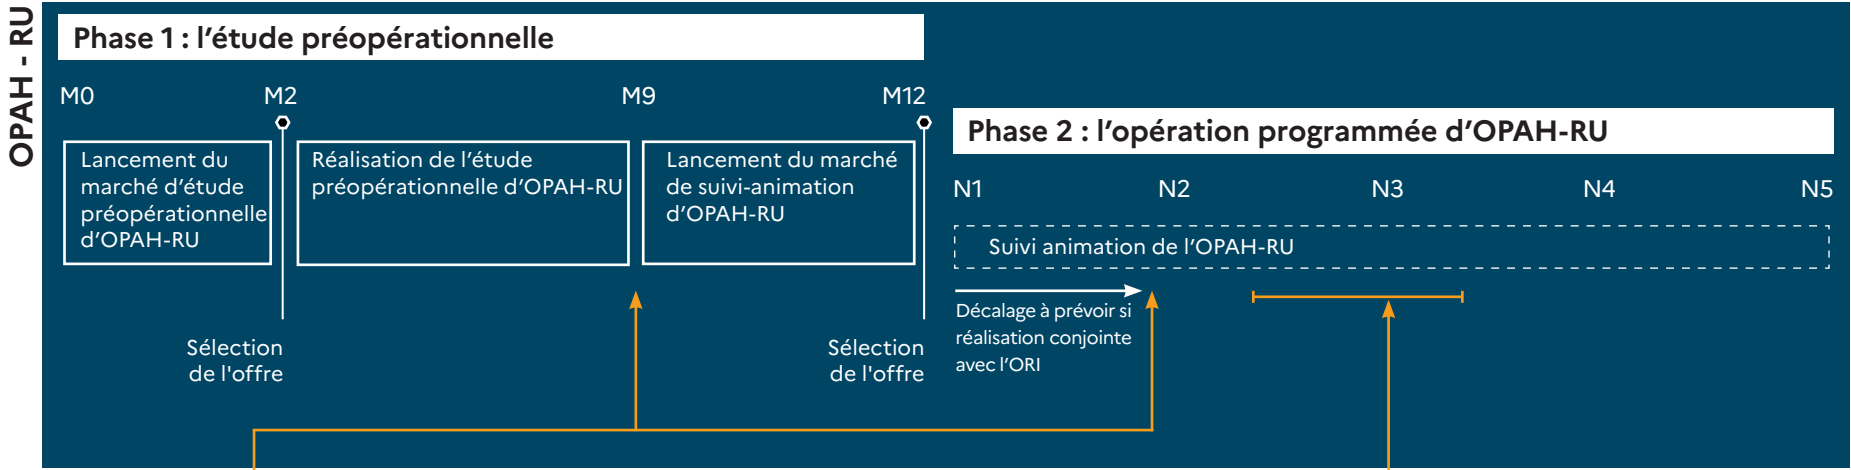 OPAH - RU
Phase 1 : l’étude préopérationnelle
M0
M2
M9
M12
Lancement du
marché d’étude
préopérationnelle
d’OPAH-RU
Réalisation de l’étude
préopérationnelle d’OPAH-RU
Lancement du marché
de suivi-animation
d’OPAH-RU
Sélection
de l'offre
Sélection
de l'offre
Phase 2 : l’opération programmée d’OPAH-RU
N1
N2
N3
N4
N5
Suivi animation de l’OPAH-RU
Décalage à prévoir si
réalisation conjointe
avec l’ORI